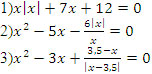 1)x|x| + 7x + 12 = 0
2)x² − 5x − 6|x|/x = 0
3)x² − 3x + 3,5−x/|x−3,5| = 0